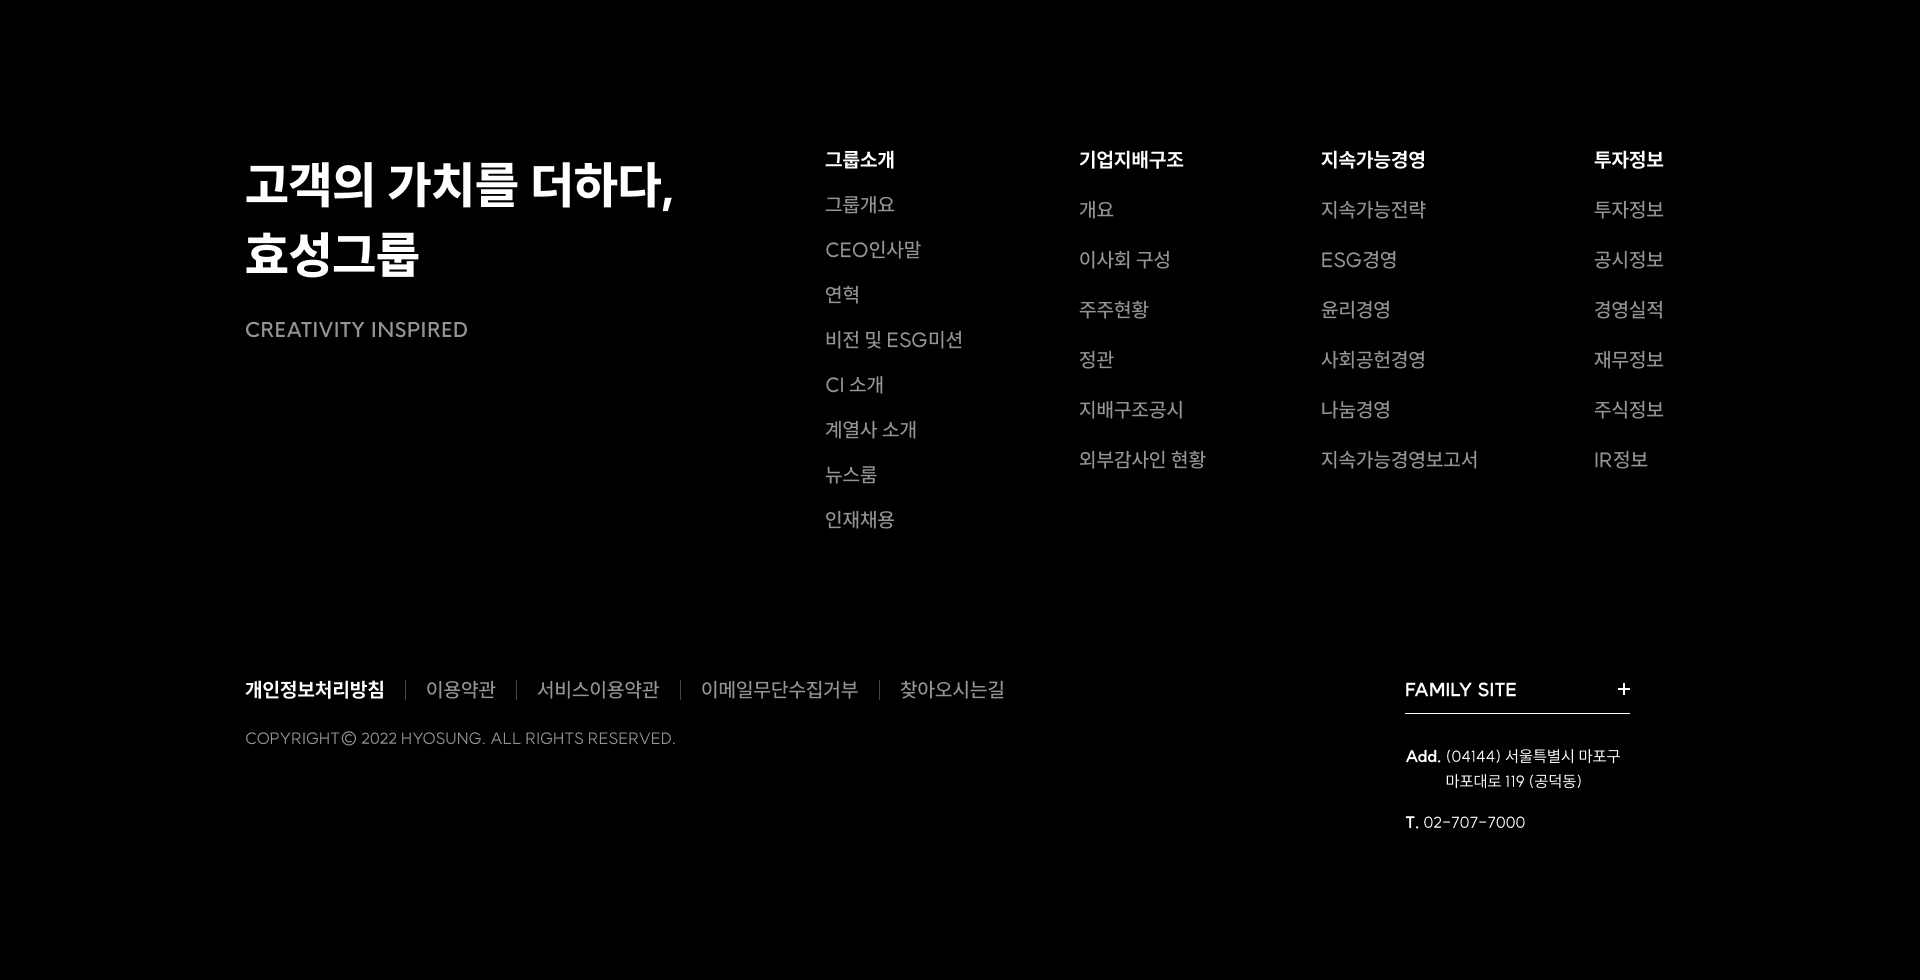 고객의 가치를 더하다,
효성그룹
CREATIVITY INSPIRED
그룹소개
그룹개요
CEO인사말
연혁
비전 및 ESG미션
CI 소개
계열사 소개
뉴스룸
인재채용
기업지배구조
개요
이사회 구성
주주현황
정관
지배구조공시
외부감사인 현황
지속가능경영
지속가능전략
ESG경영
윤리경영
사회공헌경영
나눔경영
지속가능경영보고서
투자정보
투자정보
공시정보
경영실적
재무정보
주식정보
IR정보
개인정보처리방침 이용약관 서비스이용약관 이메일무단수집거부 찾아오시는길
COPYRIGHT© 2022 HYOSUNG. ALL RIGHTS RESERVED.
FAMILY SITE +
Add. (04144) 서울특별시 마포구
마포대로 119 (공덕동)
T. 02-707-7000